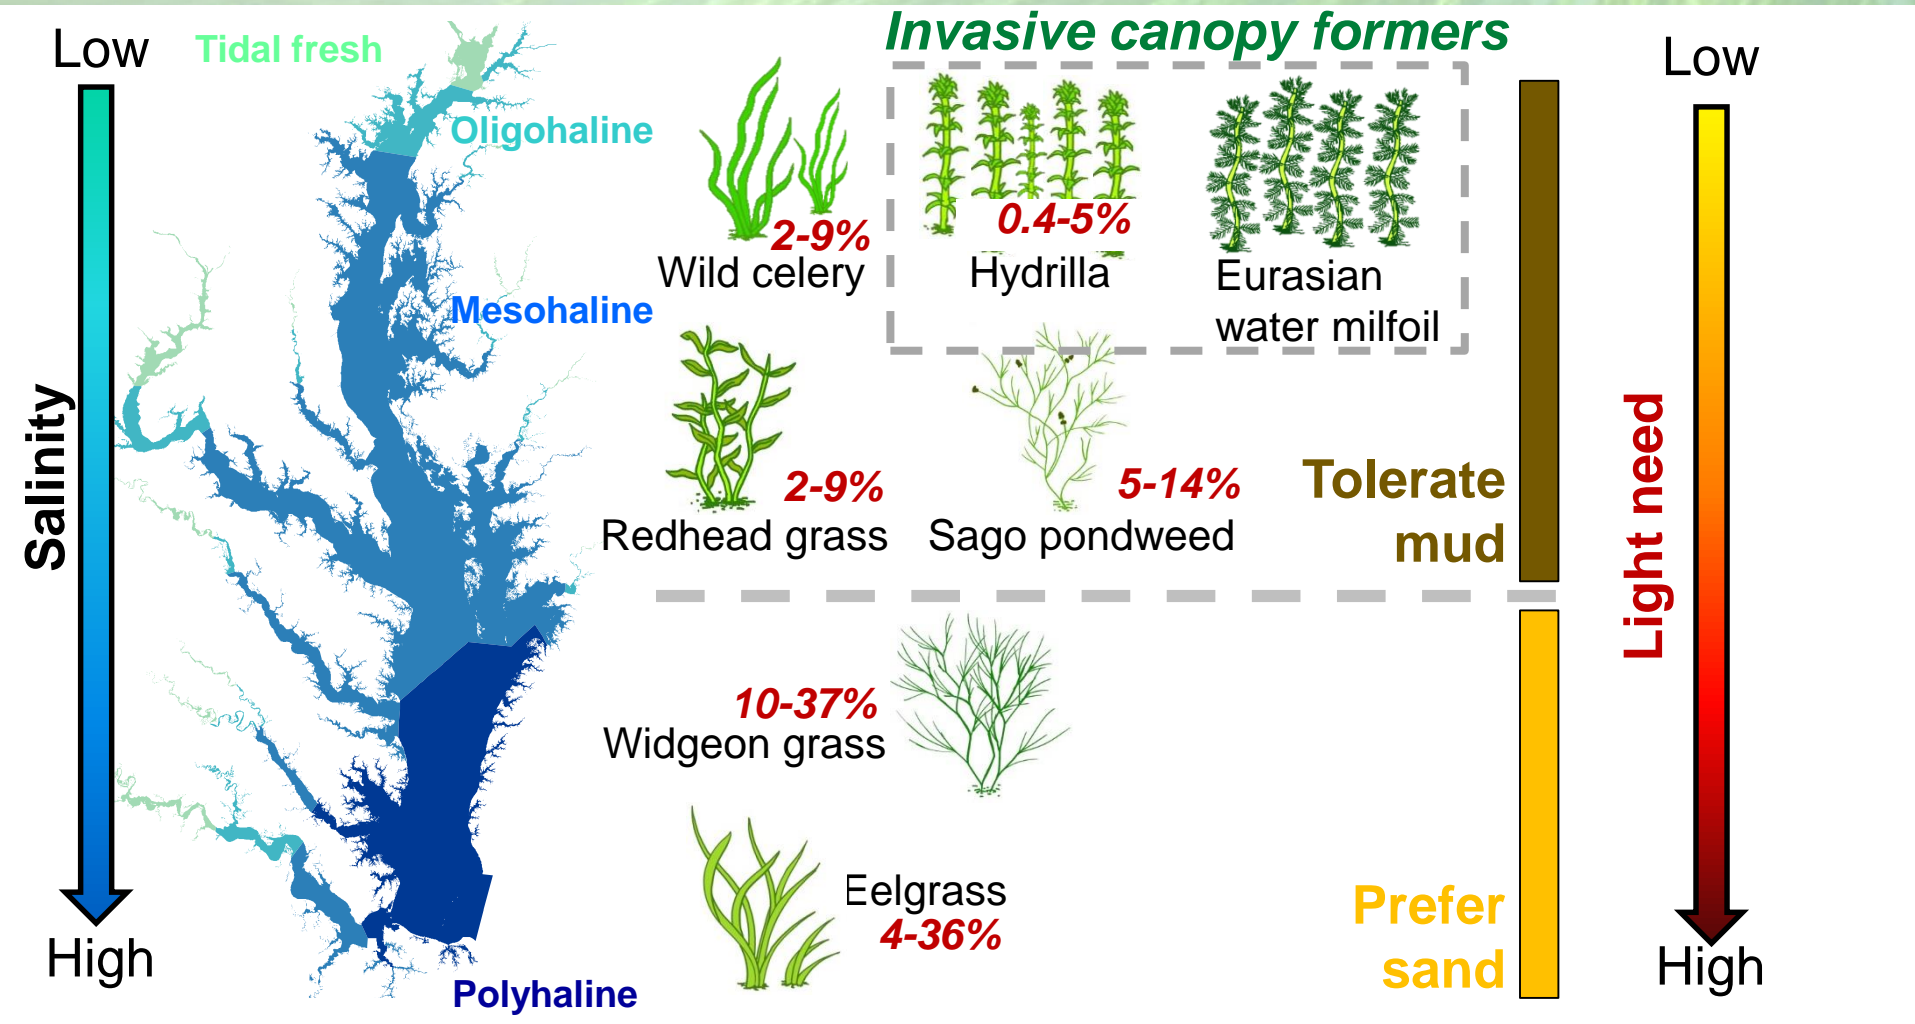 Invasive canopy formers
Low
Tidal fresh
Low
Oligohaline
2-9%
Wild celery
0.4-5%
Hydrilla
Eurasian
water milfoil
Mesohaline
Salinity
2-9%
Redhead grass
5-14%
Sago pondweed
Tolerate
mud
Light need
10-37%
Widgeon grass
Eelgrass
4-36%
Prefer
sand
High
High
Polyhaline